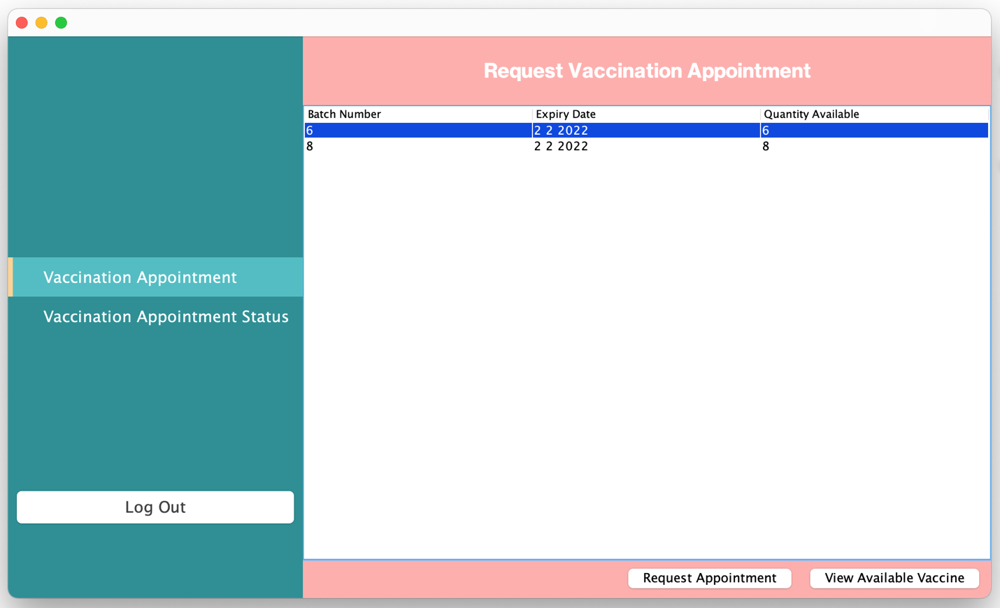 Request Vaccination Appointment
Batch Number Expiry Date Quantity Available
6 2 2 2022 6
8 2 2 2022 8
Vaccination Appointment
Vaccination Appointment Status
Log Out
Request Appointment View Available Vaccine